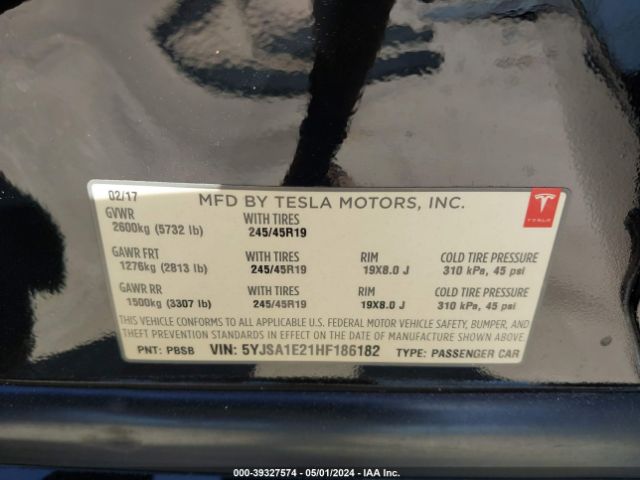 02/17 MFD BY TESLA MOTORS, INC.
GVWR WITH TIRES
2600kg (5732 lb) 245/45R19
GAWR FRT WITH TIRES RIM COLD TIRE PRESSURE
1276kg (2813 lb) 245/45R19 19X8.0 J 310 kPa, 45 psi
GAWR RR WITH TIRES RIM COLD TIRE PRESSURE
1500kg (3307 lb) 245/45R19 19X8.0 J 310 kPa, 45 psi
THIS VEHICLE CONFORMS TO ALL APPLICABLE U.S. FEDERAL MOTOR VEHICLE SAFETY, BUMPER, AND
THEFT PREVENTION STANDARDS IN EFFECT ON THE DATE OF MANUFACTURE SHOWN ABOVE.
PNT: PBSB VIN: 5YJSA1E21HF186182 TYPE: PASSENGER CAR
TESLA
000-39327574 - 05/01/2024 - IAA Inc.